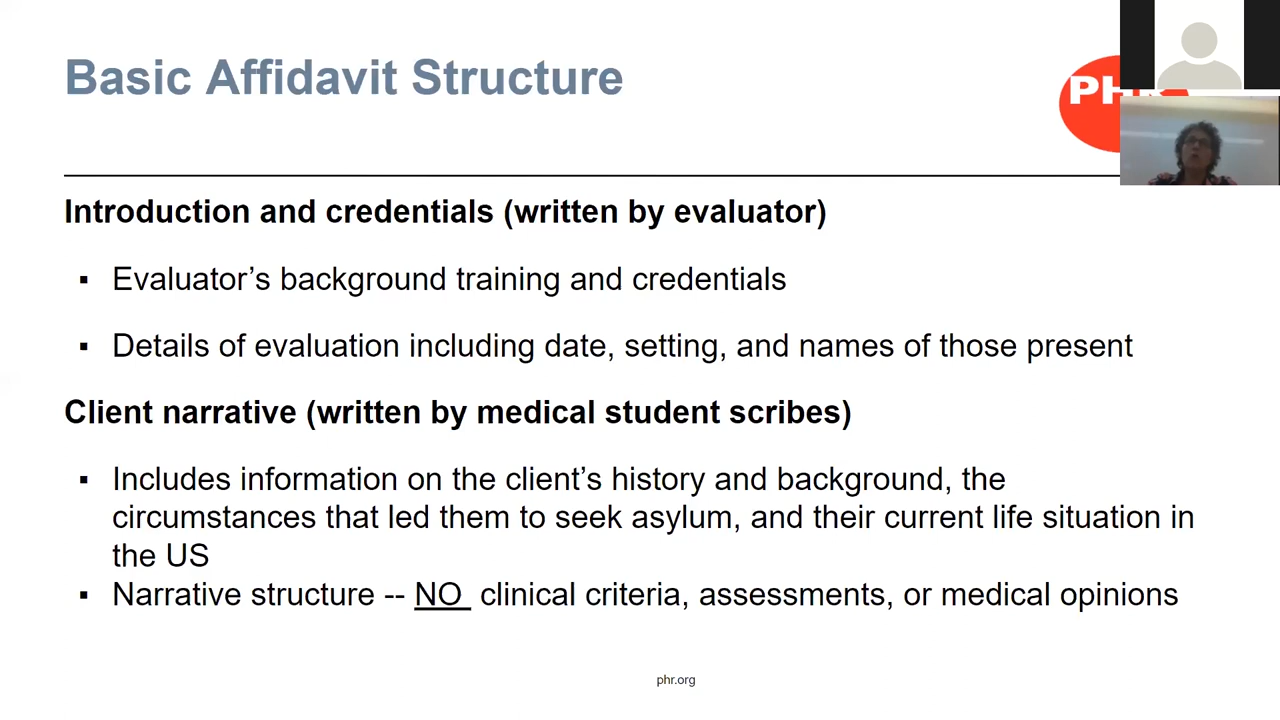 Basic Affidavit Structure
PHR
Introduction and credentials (written by evaluator)
▪ Evaluator’s background training and credentials
▪ Details of evaluation including date, setting, and names of those present
Client narrative (written by medical student scribes)
▪ Includes information on the client’s history and background, the
circumstances that led them to seek asylum, and their current life situation in
the US
▪ Narrative structure -- NO clinical criteria, assessments, or medical opinions
phr.org